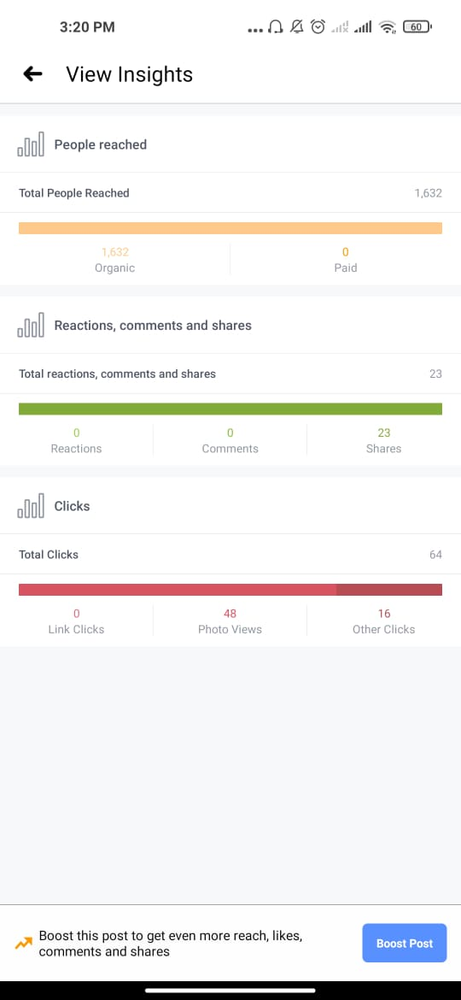 3:20 PM
60
View Insights
People reached
Total People Reached 1,632
1,632 0
Organic Paid
Reactions, comments and shares
Total reactions, comments and shares 23
0 0 23
Reactions Comments Shares
Clicks
Total Clicks 64
0 48 16
Link Clicks Photo Views Other Clicks
Boost this post to get even more reach, likes,
comments and shares
Boost Post